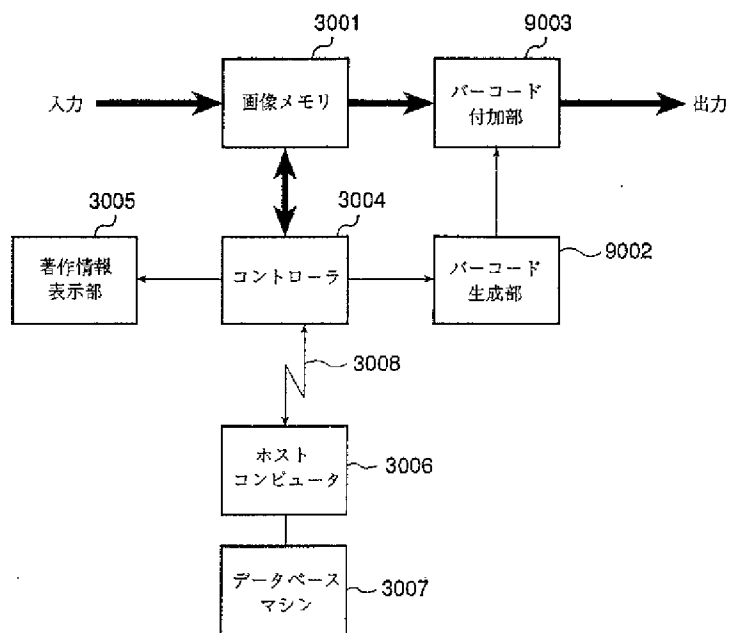 3001
9003
入力
画像メモリ
バーコード
付加部
出力
3005
3004
9002
著作情報
表示部
コントローラ
バーコード
生成部
3008
ホスト
コンピュータ
3006
データベース
マシン
3007